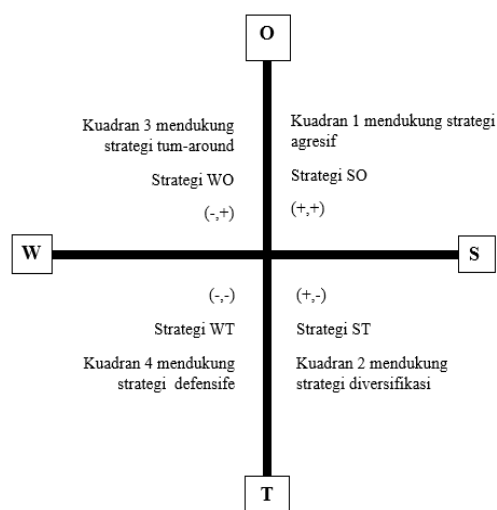 O
Kuadran 3 mendukung
strategi tum-around
Strategi WO
(-,+)
Kuadran 1 mendukung strategi
agresif
Strategi SO
(+,+)
W
S
(-,-)
Strategi WT
Kuadran 4 mendukung
strategi defensife
(+,-)
Strategi ST
Kuadran 2 mendukung
strategi diversifikasi
T